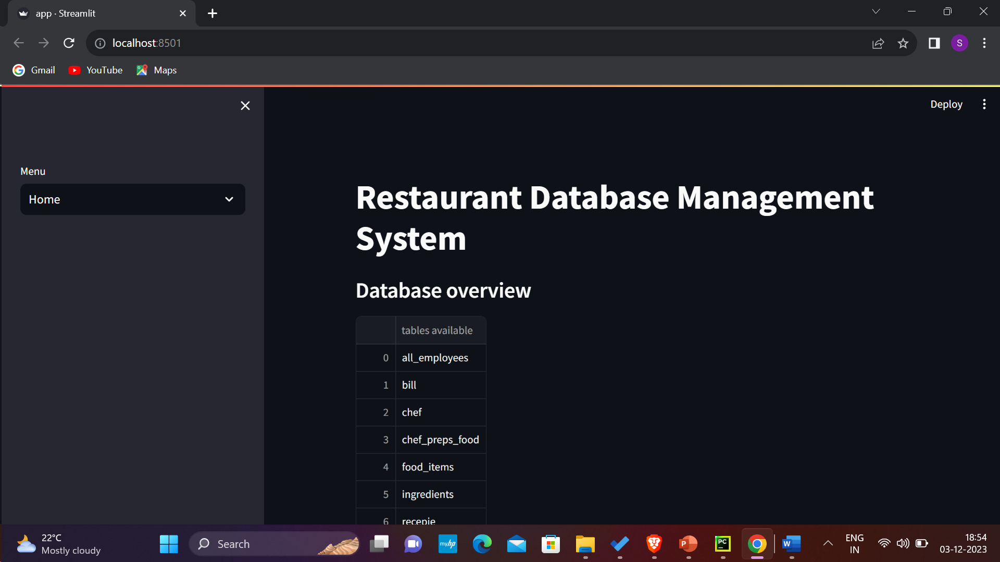 app · Streamlit
localhost:8501
S
Gmail
YouTube
Maps
Deploy
Menu
Home
Restaurant Database Management
System
Database overview
tables available
0 all_employees
1 bill
2 chef
3 chef_preps_food
4 food_items
5 ingredients
6 recepie
22°C
Mostly cloudy
Search
myhp
P
PC
W
ENG
IN
18:54
03-12-2023